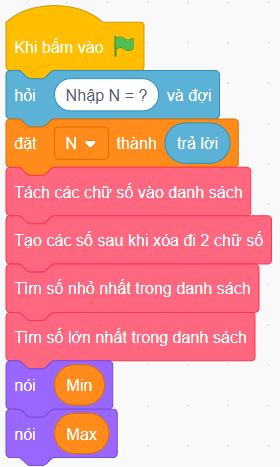 Khi bấm vào
hỏi Nhập N = ? và đợi
đặt N thành trả lời
Tách các chữ số vào danh sách
Tạo các số sau khi xóa đi 2 chữ số
Tìm số nhỏ nhất trong danh sách
Tìm số lớn nhất trong danh sách
nói Min
nói Max